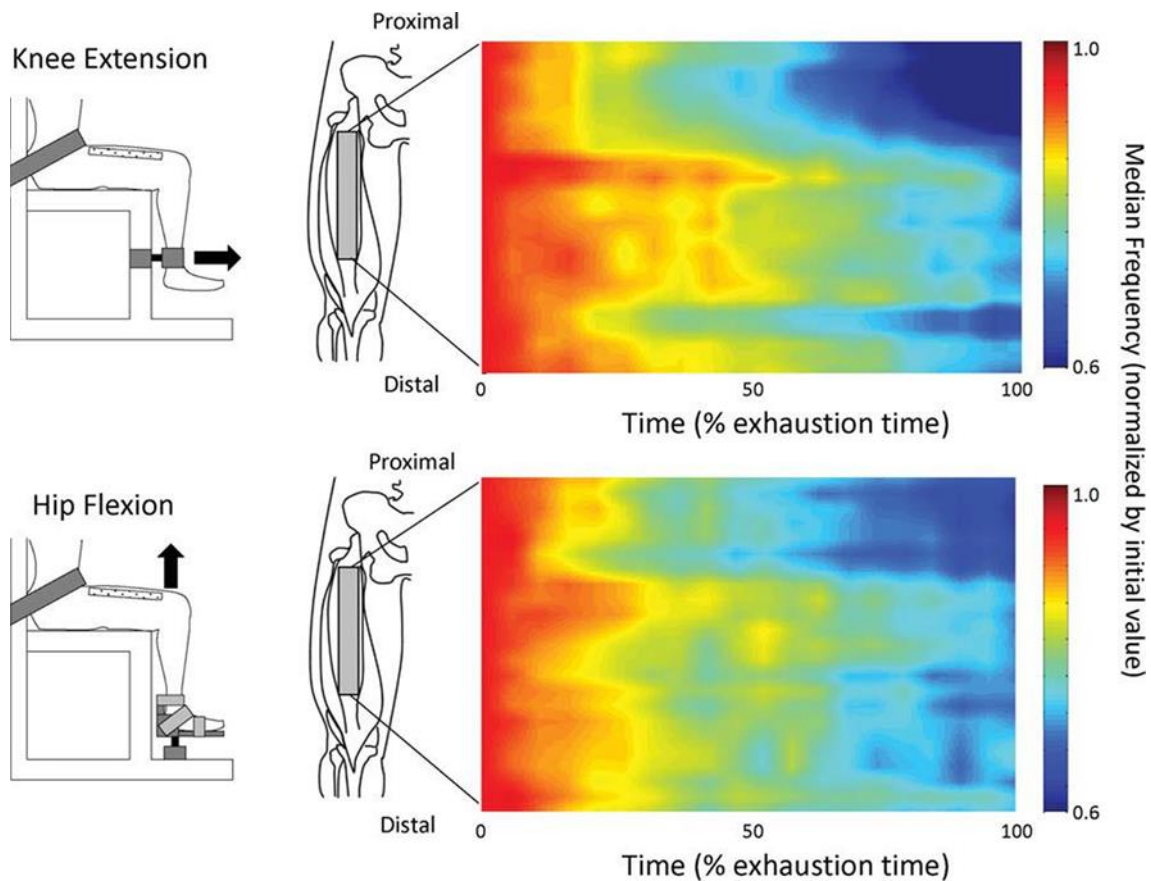 Proximal
Knee Extension
Distal
0
50
100
Time (% exhaustion time)
1.0
0.6
Proximal
Hip Flexion
Distal
0
50
100
Time (% exhaustion time)
1.0
0.6
Median Frequency (normalized by initial value)